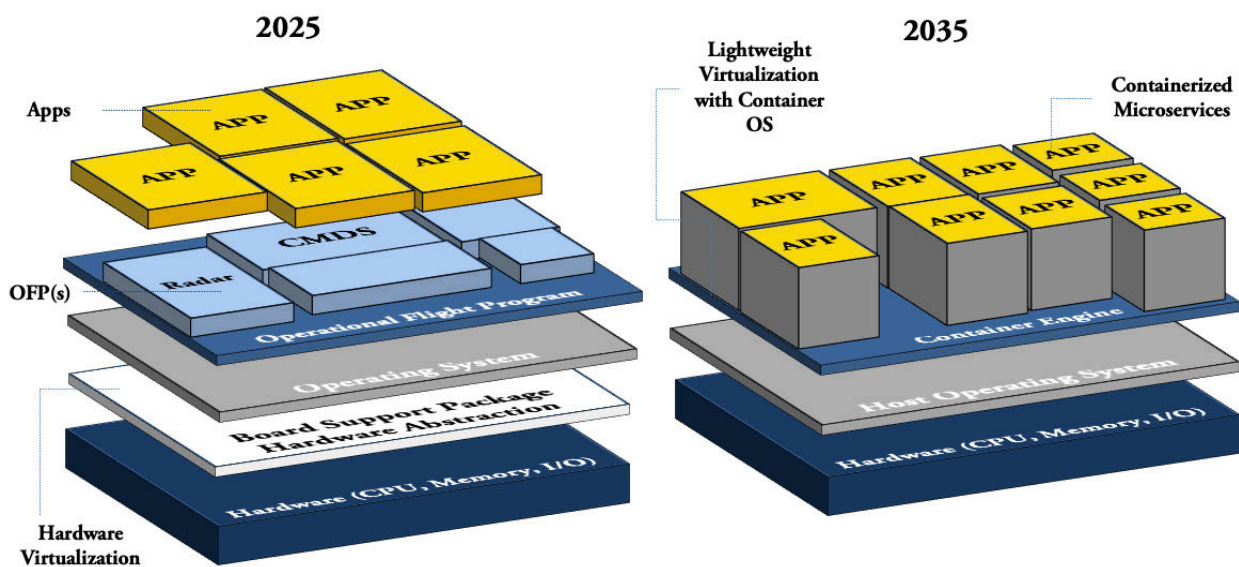 2025
Apps
APP
APP
APP
APP
APP
CMDS
Radar
OFP(s)
Operational Flight Program
Operating System
Board Support Package
Hardware Abstraction
Hardware (CPU, Memory, I/O)
Hardware
Virtualization
2035
Lightweight
Virtualization
with Container
OS
Containerized
Microservices
APP
APP
APP
APP
APP
APP
APP
APP
APP
Container Engine
Host Operating System
Hardware (CPU, Memory, I/O)